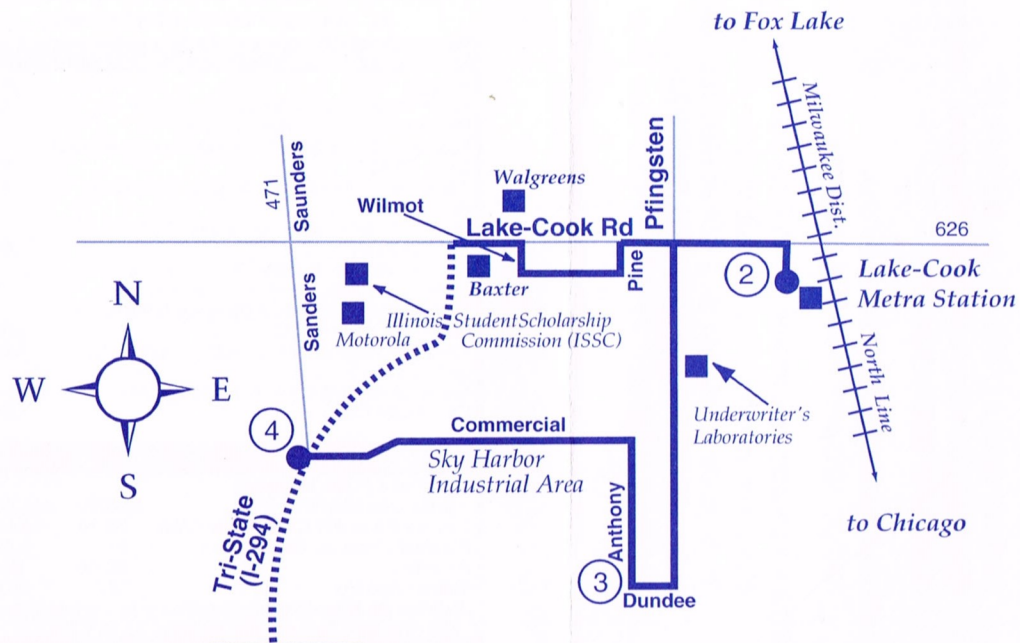 to Fox Lake
Milwaukee Dist.
471
Saunders
Walgreens
Pfingsten
Wilmot
Lake-Cook Rd
626
N
Sanders
Baxter
Pine
2
Lake-Cook
Metra Station
Illinois StudentScholarship
Commission (ISSC)
Motorola
North Line
W
E
4
Commercial
Underwriter's
Laboratories
Sky Harbor
Industrial Area
S
Anthony
to Chicago
Tri-State
(I-294)
3
Dundee